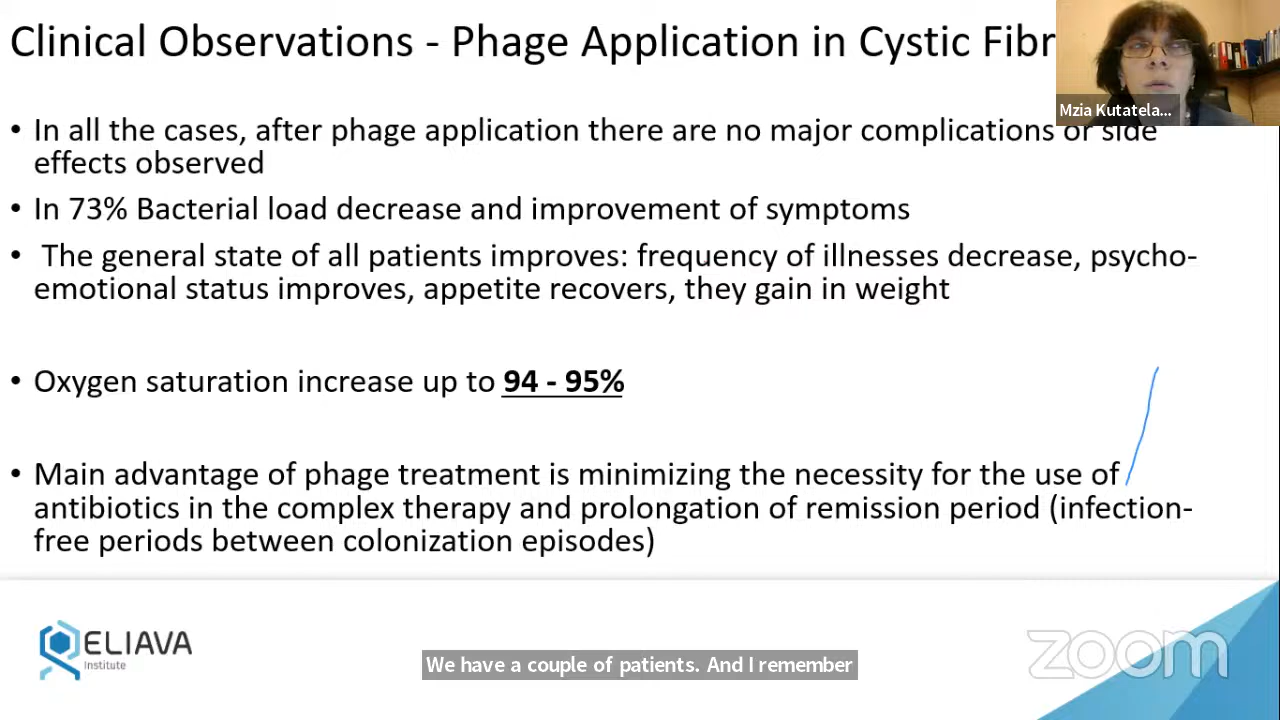 Clinical Observations - Phage Application in Cystic Fibr
Mzia Kutatela...
• In all the cases, after phage application there are no major complications or side
effects observed
• In 73% Bacterial load decrease and improvement of symptoms
• The general state of all patients improves: frequency of illnesses decrease, psycho-
emotional status improves, appetite recovers, they gain in weight
• Oxygen saturation increase up to 94 - 95%
• Main advantage of phage treatment is minimizing the necessity for the use of
antibiotics in the complex therapy and prolongation of remission period (infection-
free periods between colonization episodes)
ELIAVA
Institute
We have a couple of patients. And I remember
zoom